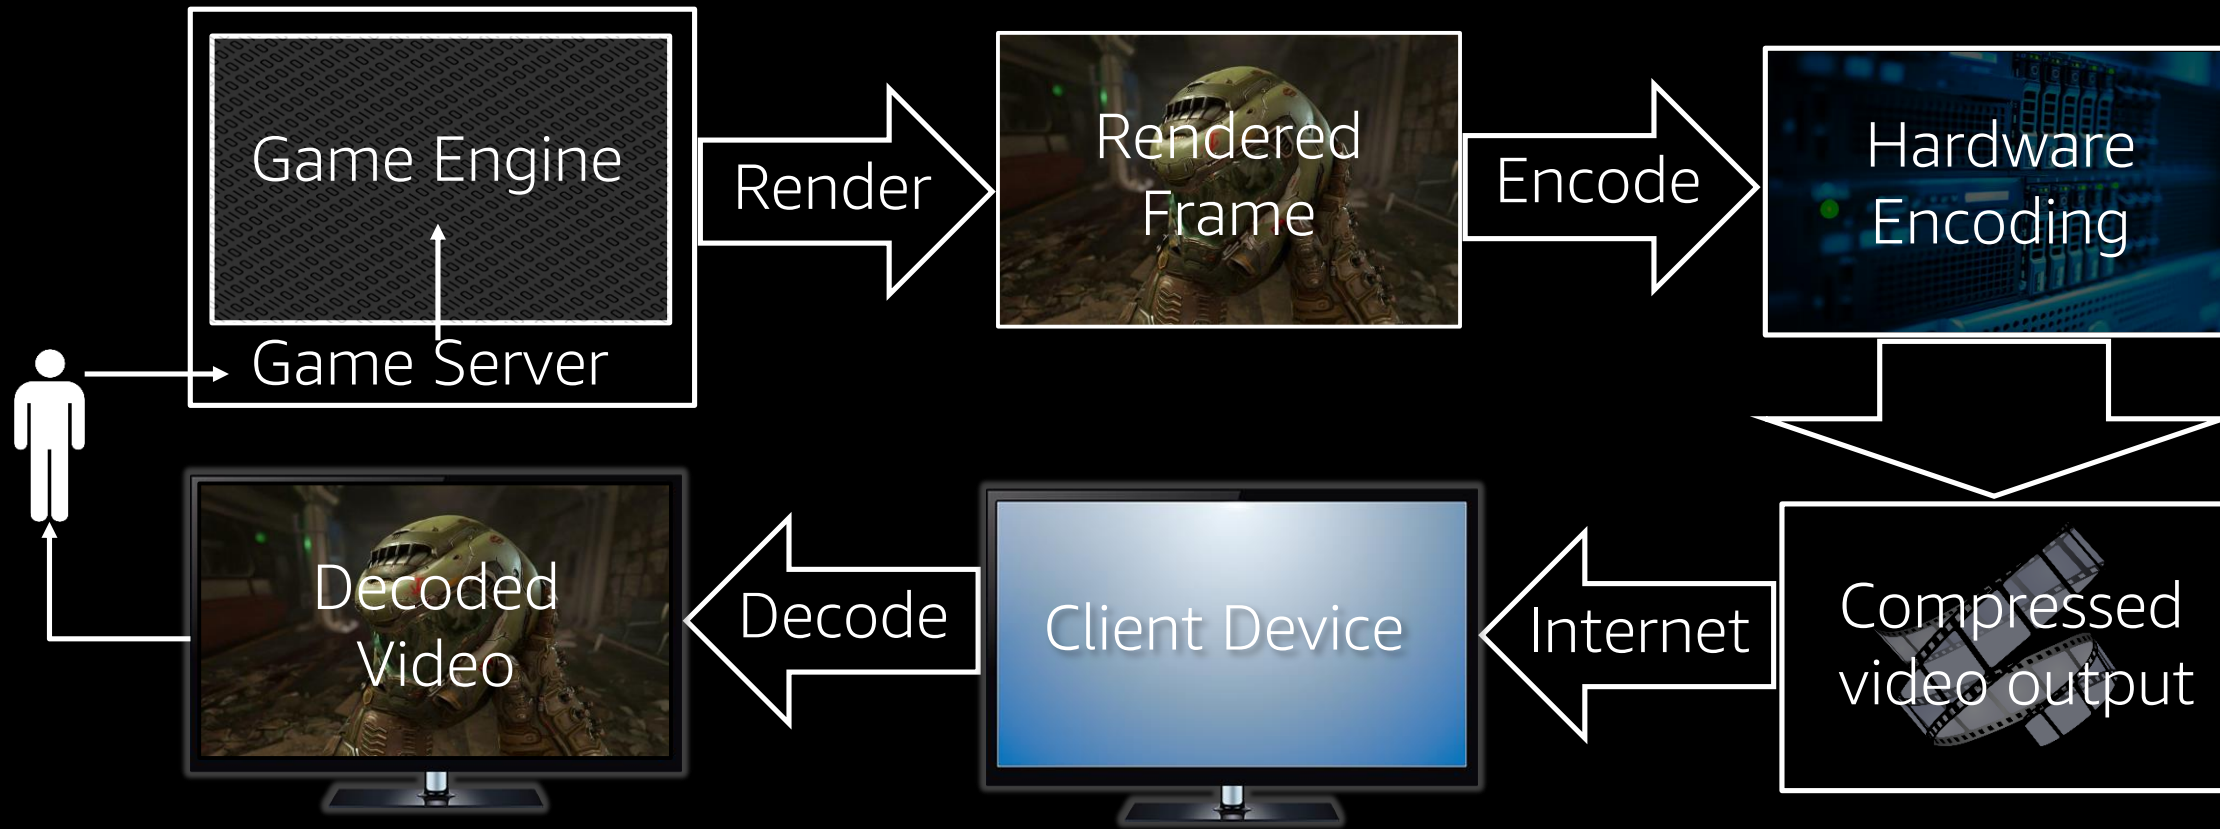 Game Engine
Game Server
Render
Rendered
Frame
Encode
Hardware
Encoding
Compressed
video output
Internet
Client Device
Decode
Decoded
Video